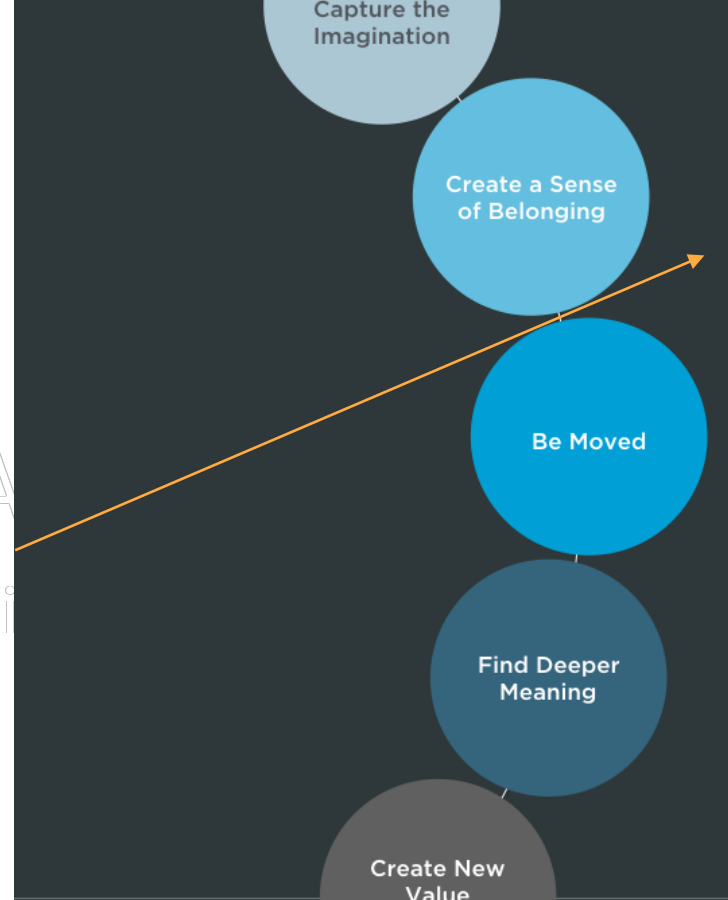 Capture the
Imagination
Create a Sense
of Belonging
Be Moved
Find Deeper
Meaning
Create New
Value